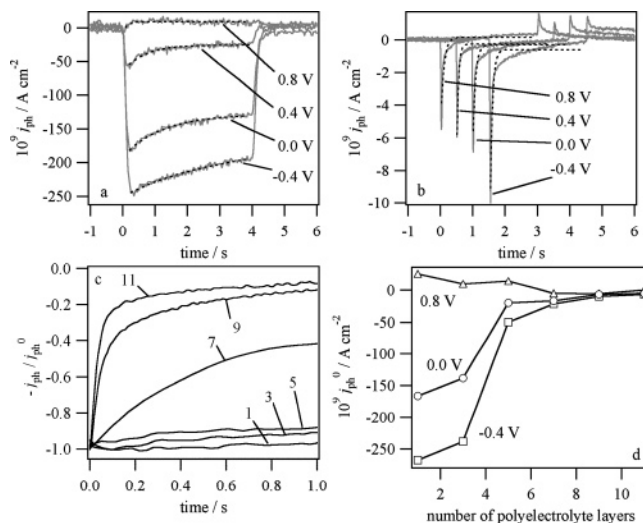 0
-50
-100
-150
-200
-250
10⁹ jph / A cm⁻²
0.8 V
0.4 V
0.0 V
-0.4 V
a
-1 0 1 2 3 4 5 6
time / s
0
-2
-4
-6
-8
-10
10⁹ jph / A cm⁻²
b
0.8 V
0.4 V
0.0 V
-0.4 V
-1 0 1 2 3 4 5 6
time / s
0.0
-0.2
-0.4
-0.6
-0.8
-1.0
- jph / jph⁰
c
11
9
7
5
3
1
0.0 0.2 0.4 0.6 0.8 1.0
time / s
0
-50
-100
-150
-200
-250
10⁹ jph⁰ / A cm⁻²
0.8 V
0.0 V
-0.4 V
d
2 4 6 8 10
number of polyelectrolyte layers